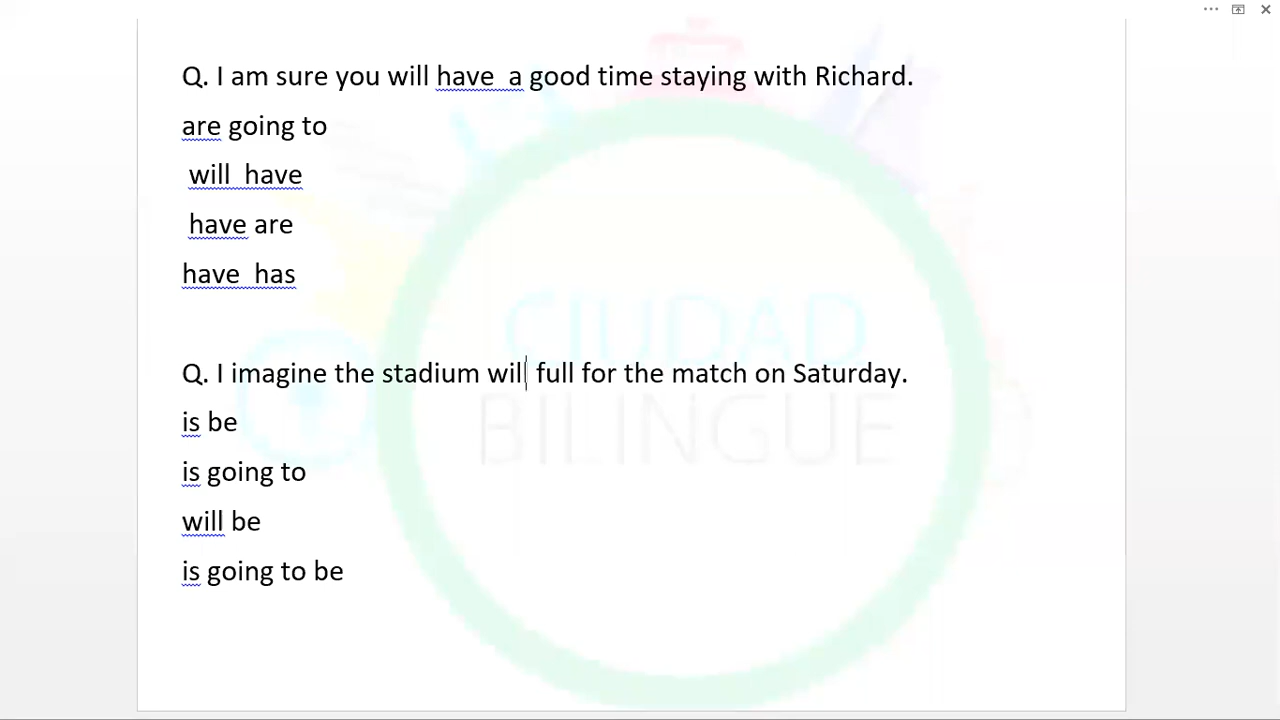 Q. I am sure you will have  a good time staying with Richard.
are going to
will  have
have are
have  has
Q. I imagine the stadium will full for the match on Saturday.
is be
is going to
will be
is going to be
CIUDAD
BILINGUE